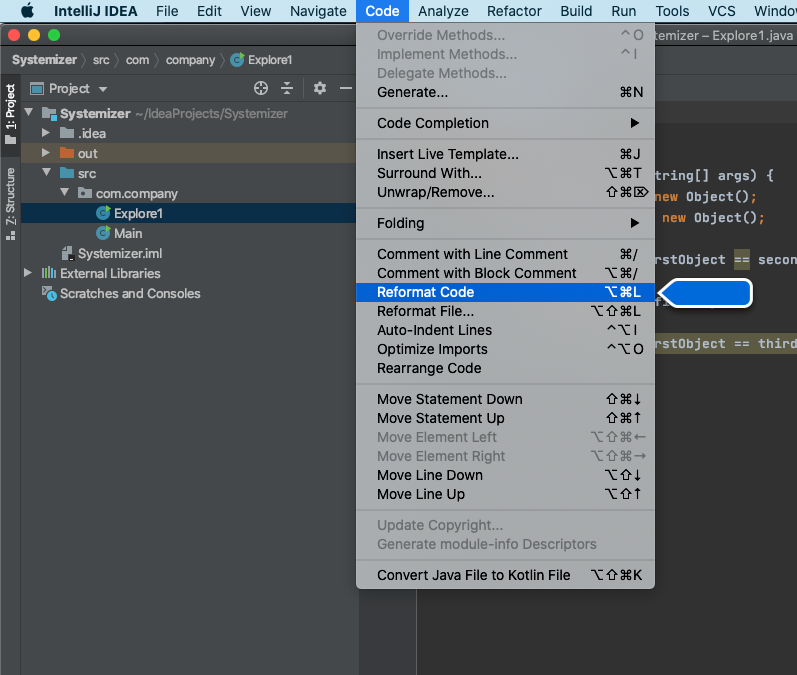 IntelliJ IDEA File Edit View Navigate Code Analyze Refactor Build Run Tools VCS Window
temizer – Explore1.java
Systemizer src com company Explore1
1: Project
Z: Structure
Project
Systemizer ~/IdeaProjects/Systemizer
.idea
out
src
com.company
Explore1
Main
Systemizer.iml
External Libraries
Scratches and Consoles
Override Methods... ^O
Implement Methods... ^I
Delegate Methods...
Generate... ⌘N
Code Completion ▶
Insert Live Template... ⌘J
Surround With... ⌥⌘T
Unwrap/Remove... ⇧⌘⌦
Folding ▶
Comment with Line Comment ⌘/
Comment with Block Comment ⌥⌘/
Reformat Code ⌥⌘L
Reformat File... ⌥⇧⌘L
Auto-Indent Lines ^⌥I
Optimize Imports ^⌥O
Rearrange Code
Move Statement Down ⇧⌘↓
Move Statement Up ⇧⌘↑
Move Element Left ⌥⇧⌘←
Move Element Right ⌥⇧⌘→
Move Line Down ⌥⇧↓
Move Line Up ⌥⇧↑
Update Copyright...
Generate module-info Descriptors
Convert Java File to Kotlin File ⌥⇧⌘K
tring[] args) {
new Object();
new Object();
rstObject == secon
rstObject == third